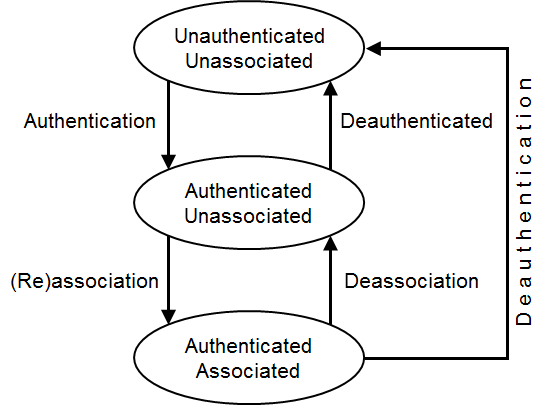 Unauthenticated
Unassociated
Authentication
Deauthenticated
Authenticated
Unassociated
(Re)association
Deassociation
Authenticated
Associated
Deauthentication